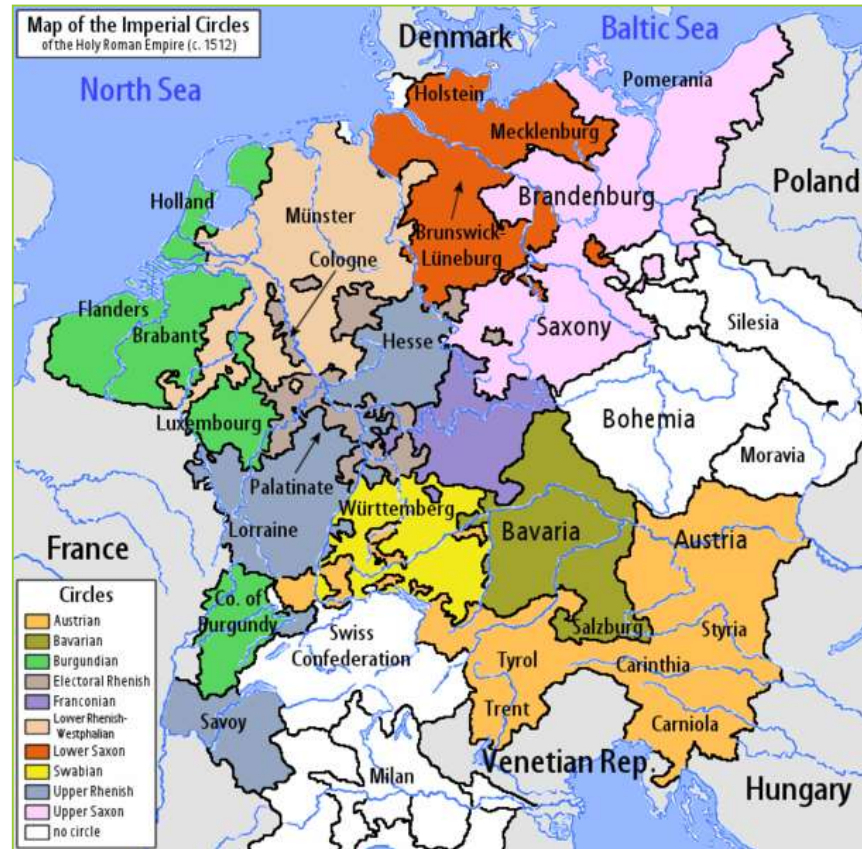 Map of the Imperial Circles
of the Holy Roman Empire (c. 1512)
Denmark
Baltic Sea
North Sea
Pomerania
Holstein
Mecklenburg
Poland
Brandenburg
Holland
Münster
Brunswick-
Lüneburg
Cologne
Flanders
Brabant
Hesse
Saxony
Silesia
Luxembourg
Bohemia
Moravia
Palatinate
Württemberg
Lorraine
Bavaria
Austria
France
Co. of
Burgundy
Swiss
Confederation
Salzburg
Styria
Tyrol
Carinthia
Trent
Carniola
Savoy
Venetian Rep.
Milan
Hungary
Circles
Austrian
Bavarian
Burgundian
Electoral Rhenish
Franconian
Lower Rhenish-
Westphalian
Lower Saxon
Swabian
Upper Rhenish
Upper Saxon
no circle